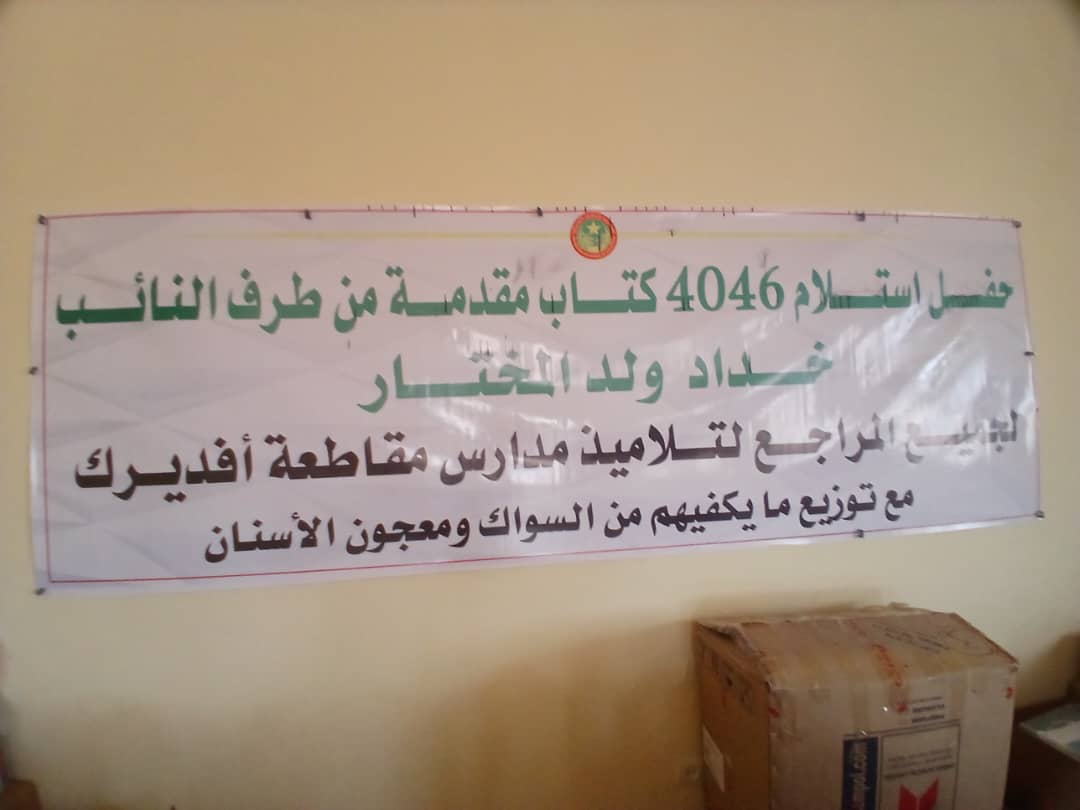 حفل استلام 4046 كتاب مقدمة من طرف النائب
خداد ولد المختار
لجميع المراجع لتلاميذ مدارس مقاطعة أفديرك
مع توزيع ما يكفيهم من السواك ومعجون الأسنان